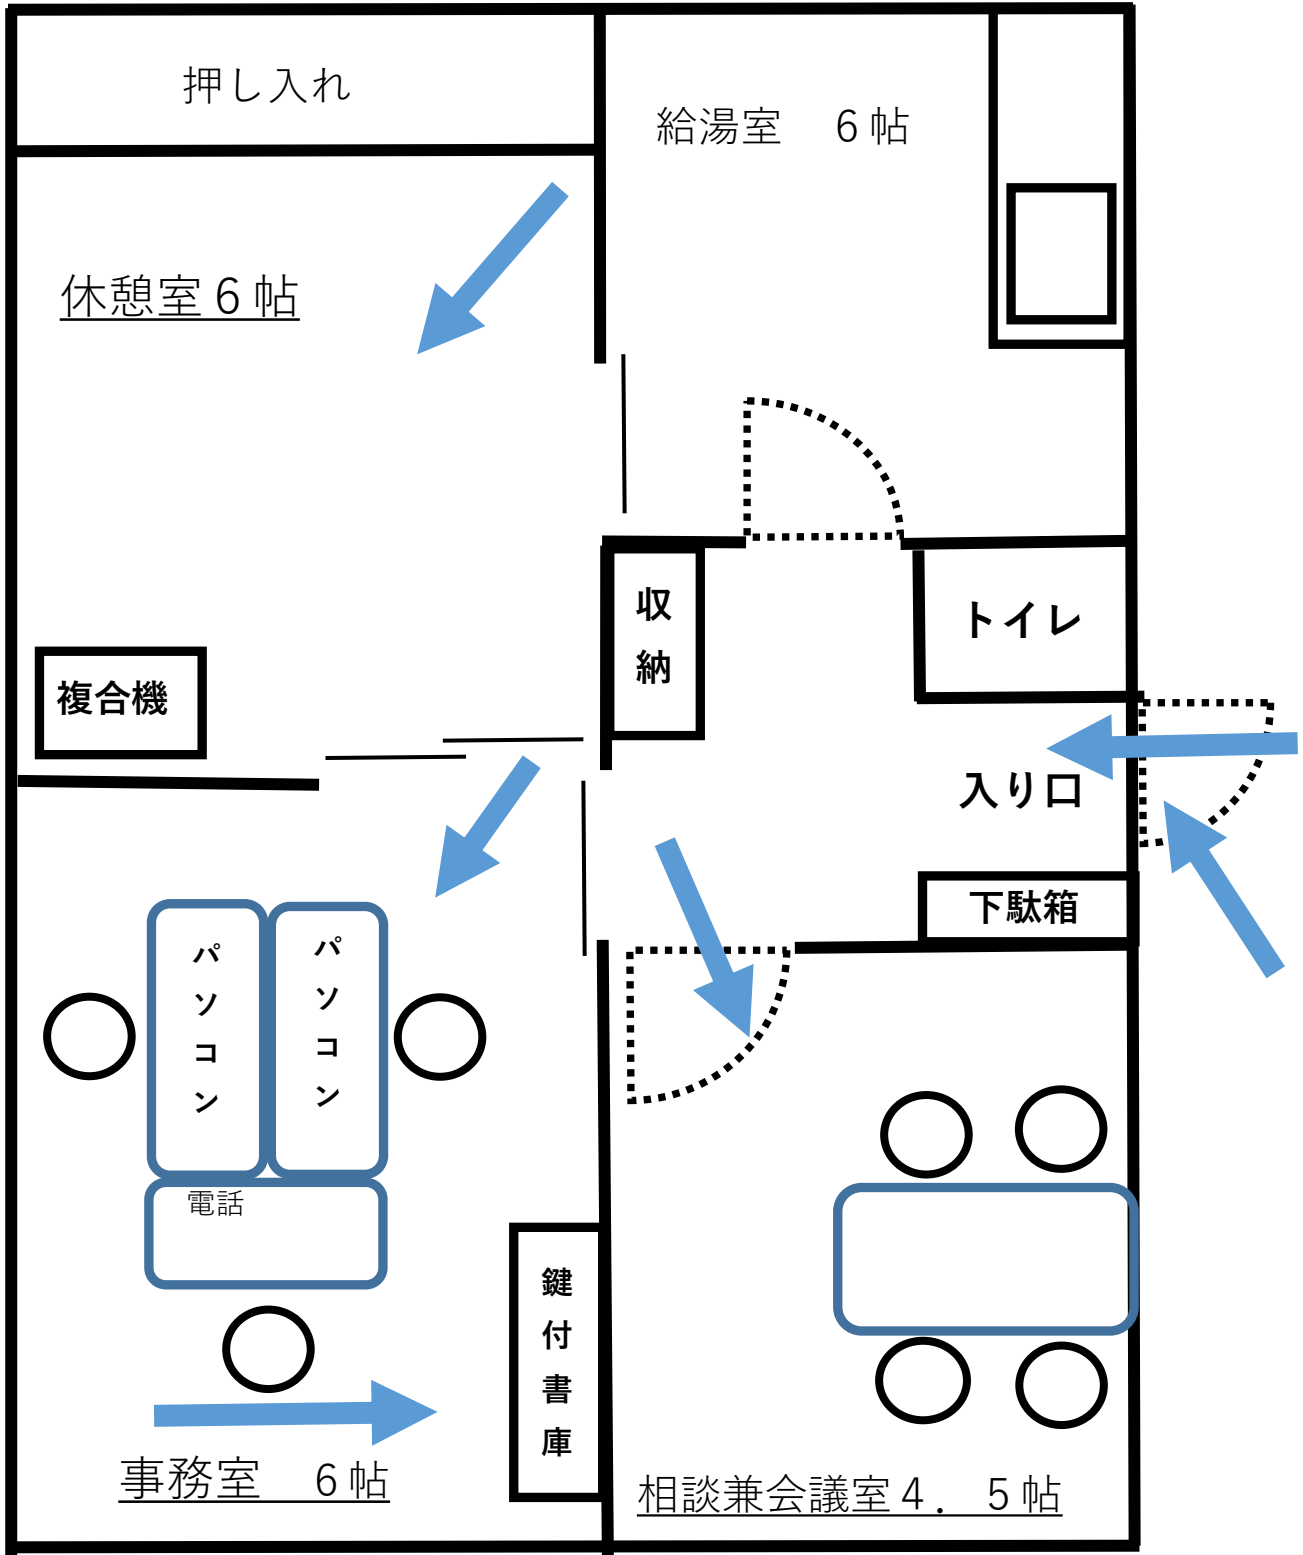 押し入れ
給湯室　６帖
休憩室６帖
収納
トイレ
複合機
入り口
下駄箱
パソコン
パソコン
電話
鍵付書庫
事務室　６帖
相談兼会議室４．５帖